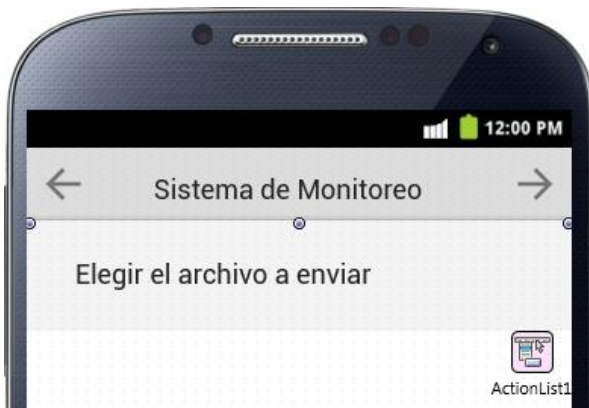 12:00 PM
Sistema de Monitoreo
Elegir el archivo a enviar
ActionList1